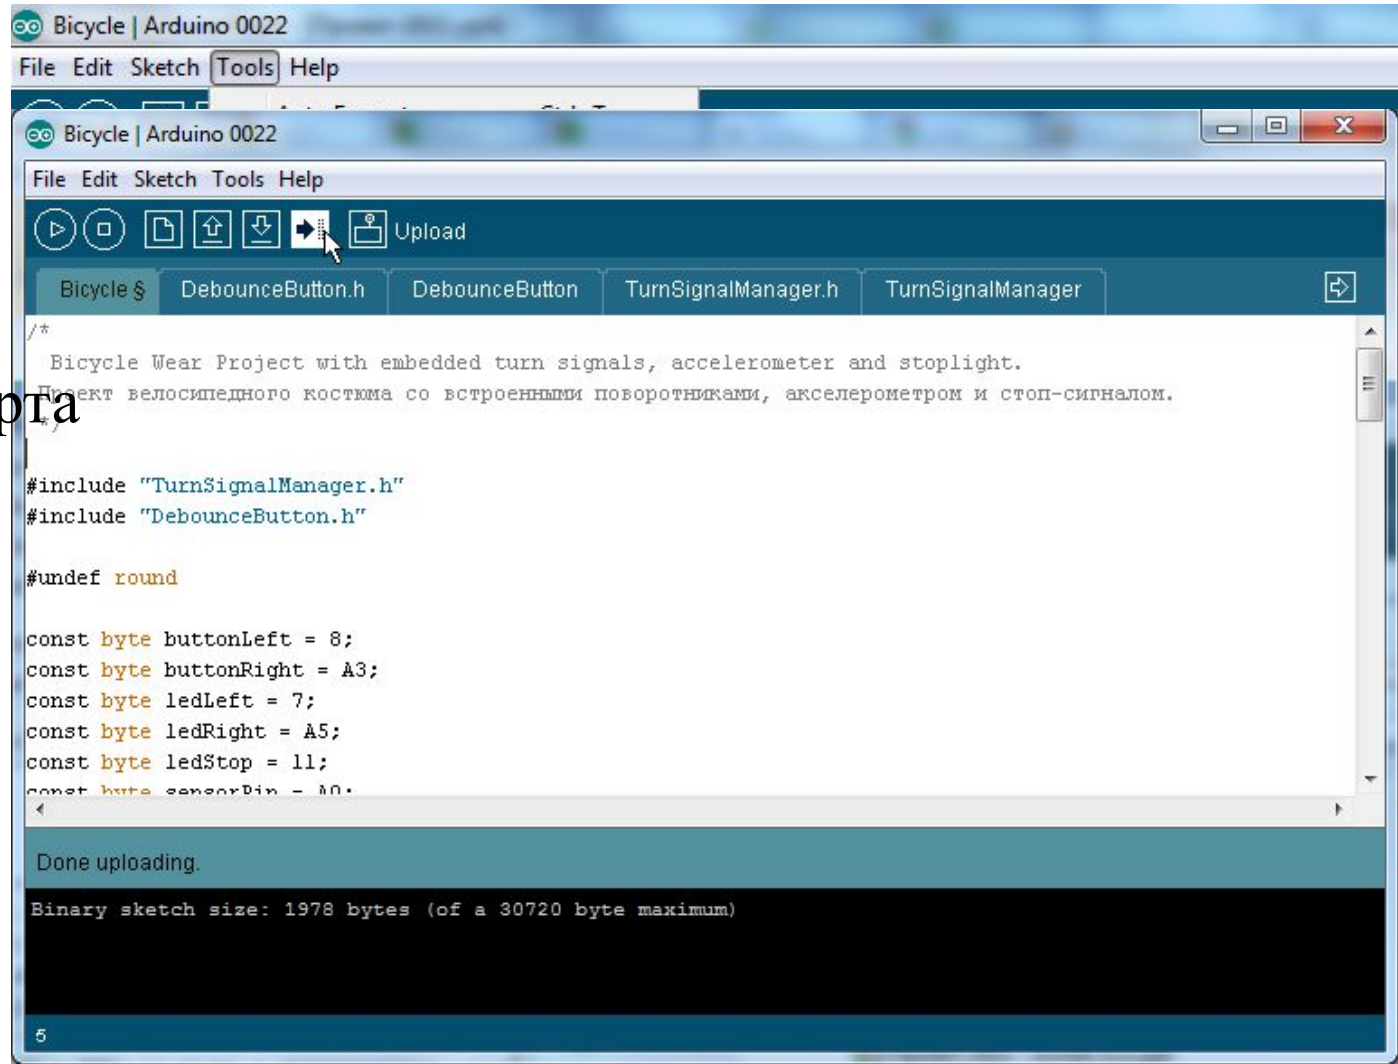 Bicycle | Arduino 0022
File Edit Sketch Tools Help
Bicycle | Arduino 0022
File Edit Sketch Tools Help
Upload
Bicycle § DebounceButton.h DebounceButton TurnSignalManager.h TurnSignalManager
/*
Bicycle Wear Project with embedded turn signals, accelerometer and stoplight.
Проект велосипедного костюма со встроенными поворотниками, акселерометром и стоп-сигналом.
рта
*/
#include "TurnSignalManager.h"
#include "DebounceButton.h"
#undef round
const byte buttonLeft = 8;
const byte buttonRight = A3;
const byte ledLeft = 7;
const byte ledRight = A5;
const byte ledStop = 11;
const byte sensorPin = A0;
Done uploading.
Binary sketch size: 1978 bytes (of a 30720 byte maximum)
5